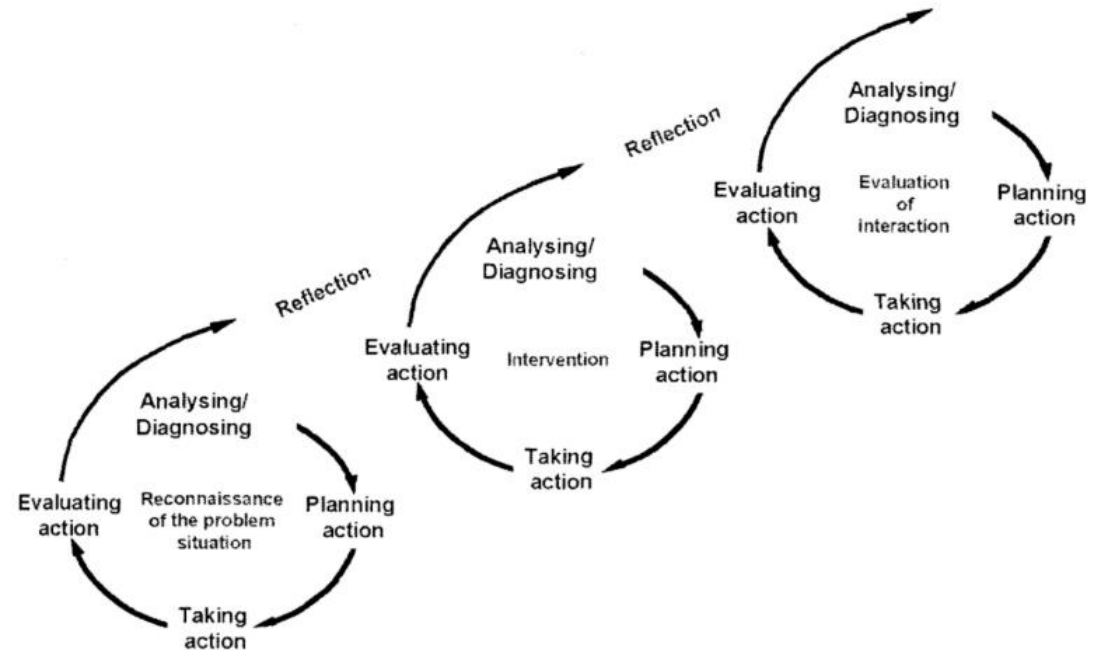 Analysing/
Diagnosing
Reconnaissance
of the problem
situation
Evaluating
action
Planning
action
Taking
action
Reflection
Analysing/
Diagnosing
Intervention
Evaluating
action
Planning
action
Taking
action
Reflection
Analysing/
Diagnosing
Evaluation
of
interaction
Evaluating
action
Planning
action
Taking
action